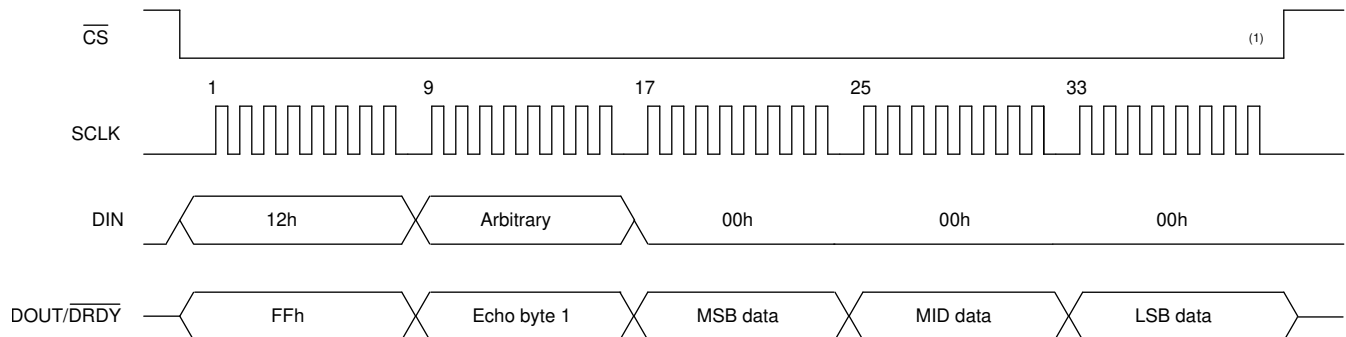 CS (1)
1 9 17 25 33
SCLK
DIN 12h Arbitrary 00h 00h 00h
DOUT/DRDY FFh Echo byte 1 MSB data MID data LSB data